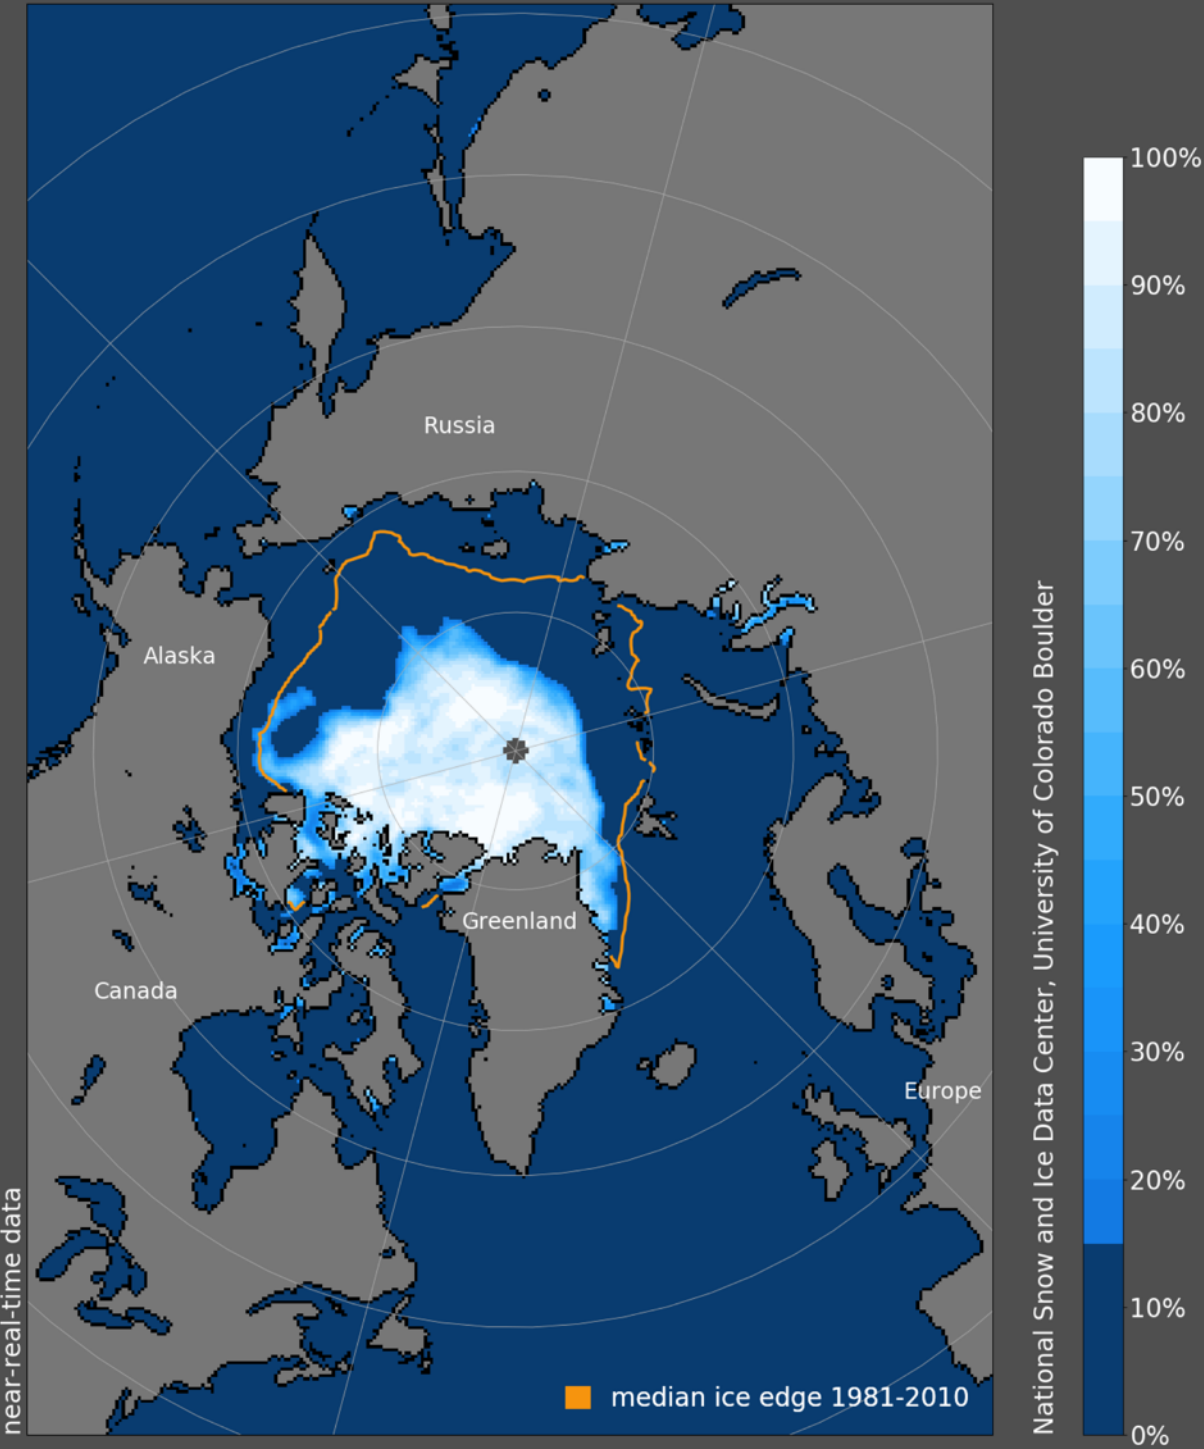 Russia
Alaska
Greenland
Canada
Europe
median ice edge 1981-2010
near-real-time data
National Snow and Ice Data Center, University of Colorado Boulder
100%
90%
80%
70%
60%
50%
40%
30%
20%
10%
0%